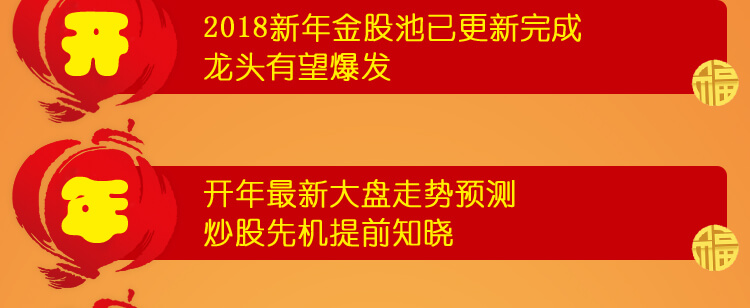 开
2018新年金股池已更新完成
龙头有望爆发
福
年
开年最新大盘走势预测
炒股先机提前知晓
福